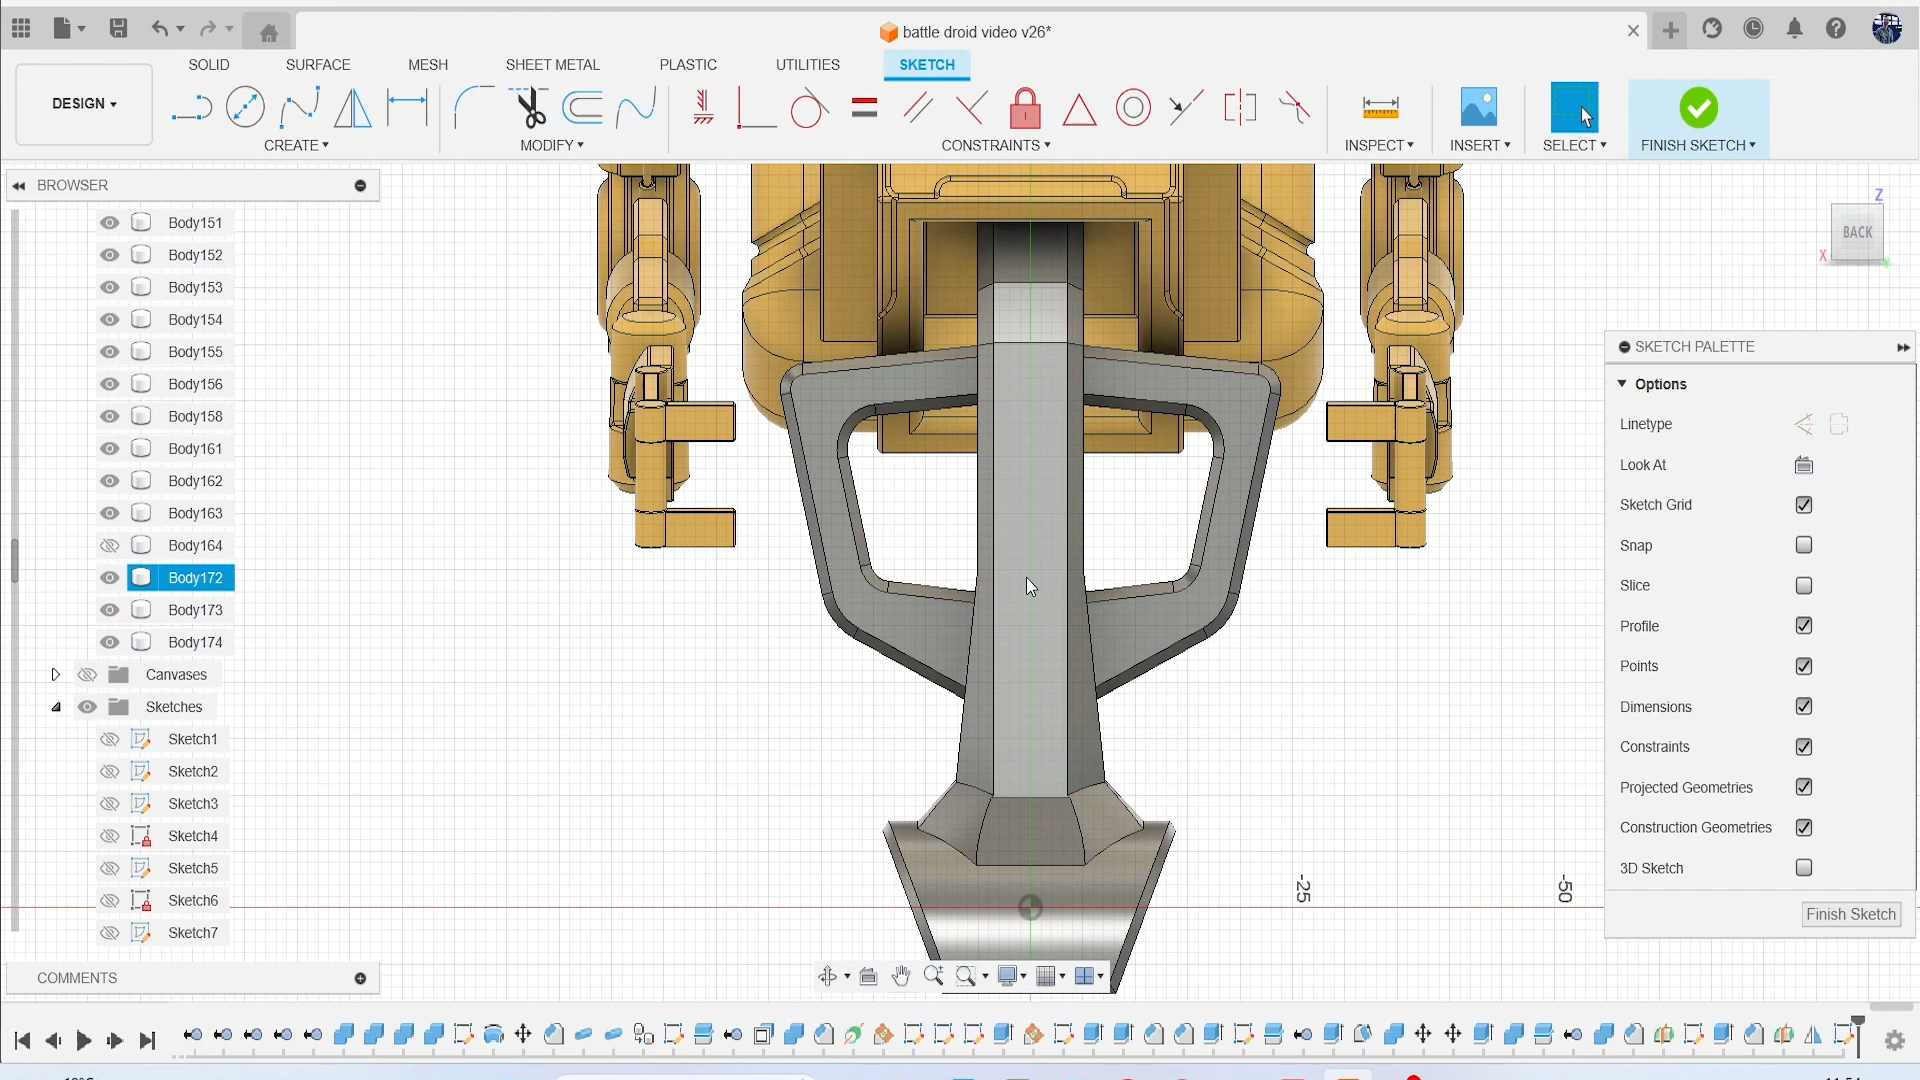 battle droid video v26*
SOLID SURFACE MESH SHEET METAL PLASTIC UTILITIES SKETCH
DESIGN
CREATE MODIFY CONSTRAINTS INSPECT INSERT SELECT FINISH SKETCH
BROWSER
Body151
Body152
Body153
Body154
Body155
Body156
Body158
Body161
Body162
Body163
Body164
Body172
Body173
Body174
Canvases
Sketches
Sketch1
Sketch2
Sketch3
Sketch4
Sketch5
Sketch6
Sketch7
COMMENTS
Z
BACK
X
-25
-50
SKETCH PALETTE
Options
Linetype
Look At
Sketch Grid
Snap
Slice
Profile
Points
Dimensions
Constraints
Projected Geometries
Construction Geometries
3D Sketch
Finish Sketch